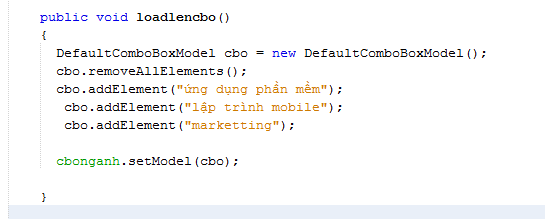 public void loadlencbo()
{
DefaultComboBoxModel cbo = new DefaultComboBoxModel();
cbo.removeAllElements();
cbo.addElement("ứng dụng phần mềm");
cbo.addElement("lập trình mobile");
cbo.addElement("marketting");
cbonganh.setModel(cbo);
}